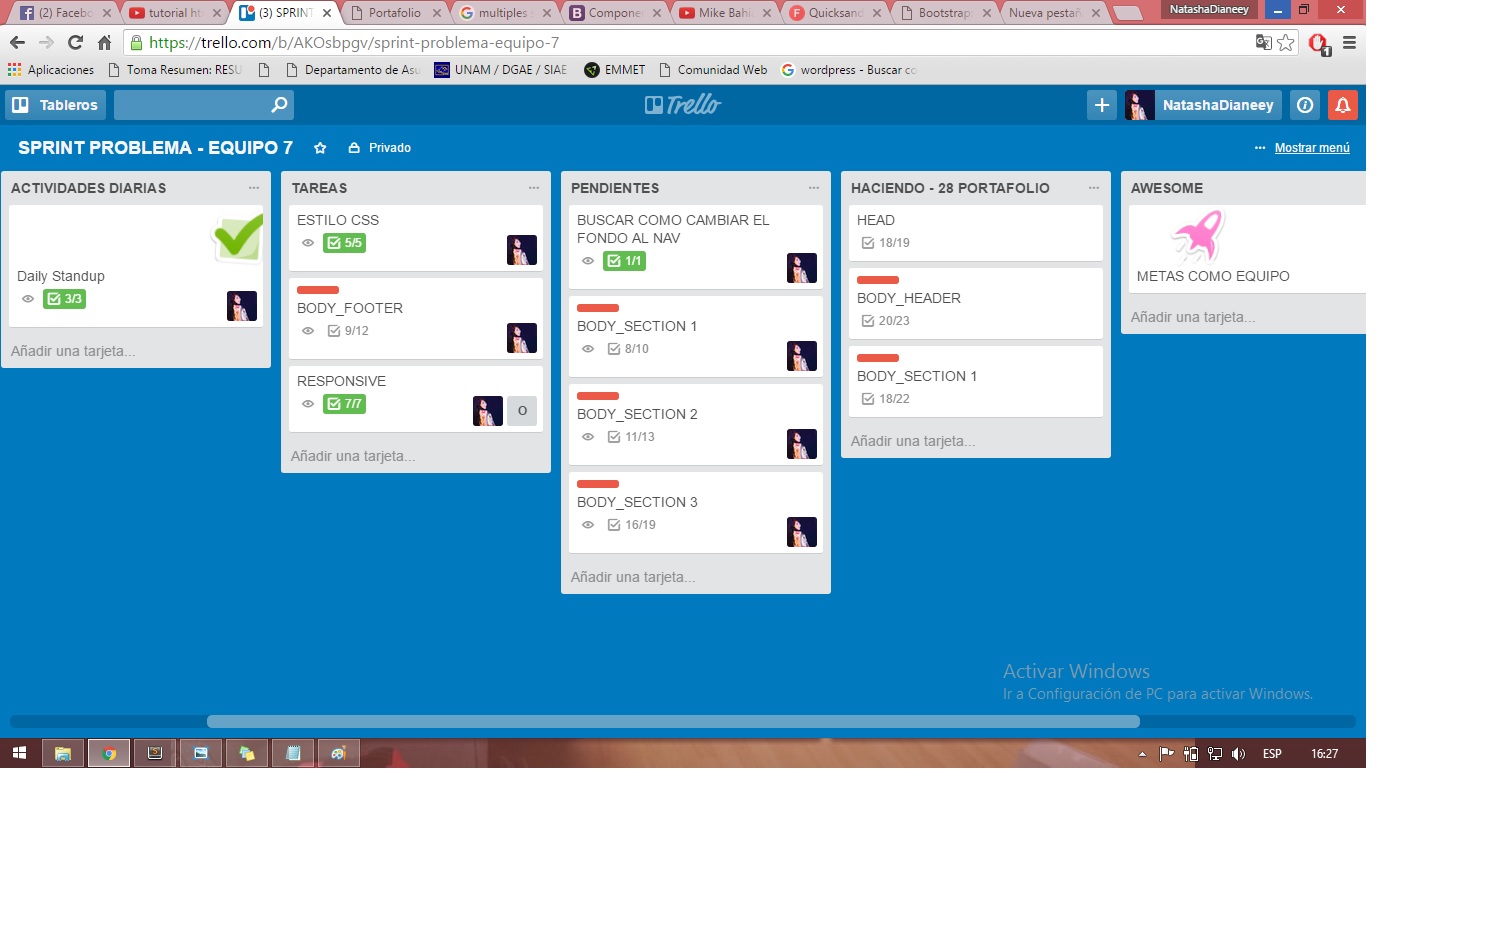 (2) Facebo
tutorial ht
(3) SPRINT
Portafolio
multiples
Compone
Mike Bahi
Quicksand
Bootstrap
Nueva pestañ
NatashaDianeey
https://trello.com/b/AKOsbpgv/sprint-problema-equipo-7
1
Aplicaciones
Toma Resumen: RESU
Departamento de Asu
UNAM / DGAE / SIAE
EMMET
Comunidad Web
wordpress - Buscar co
Tableros
Trello
NatashaDianeey
SPRINT PROBLEMA - EQUIPO 7
Privado
Mostrar menú
ACTIVIDADES DIARIAS
Daily Standup
3/3
Añadir una tarjeta...
TAREAS
ESTILO CSS
5/5
BODY_FOOTER
9/12
RESPONSIVE
7/7
O
Añadir una tarjeta...
PENDIENTES
BUSCAR COMO CAMBIAR EL
FONDO AL NAV
1/1
BODY_SECTION 1
8/10
BODY_SECTION 2
11/13
BODY_SECTION 3
16/19
Añadir una tarjeta...
HACIENDO - 28 PORTAFOLIO
HEAD
18/19
BODY_HEADER
20/23
BODY_SECTION 1
18/22
Añadir una tarjeta...
AWESOME
METAS COMO EQUIPO
Añadir una tarjeta...
Activar Windows
Ir a Configuración de PC para activar Windows.
ESP
16:27